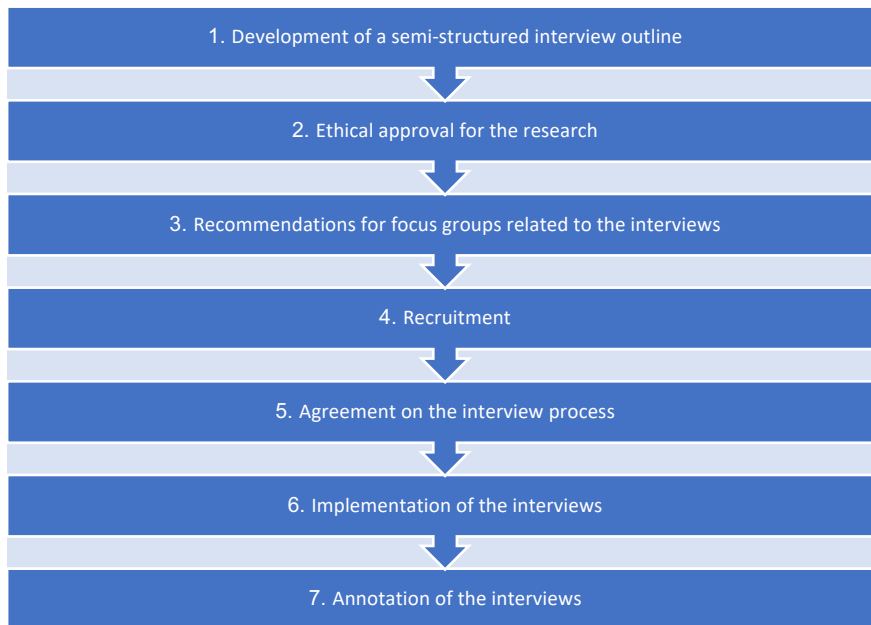 1. Development of a semi-structured interview outline
2. Ethical approval for the research
3. Recommendations for focus groups related to the interviews
4. Recruitment
5. Agreement on the interview process
6. Implementation of the interviews
7. Annotation of the interviews